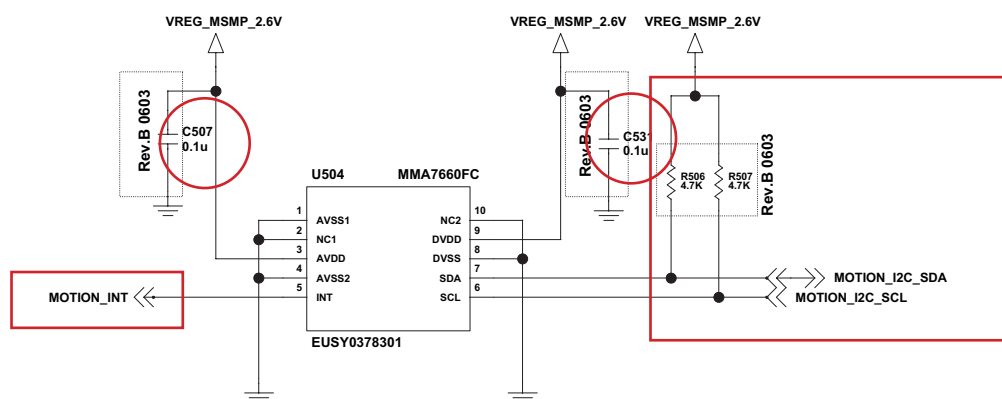 VREG_MSMP_2.6V
VREG_MSMP_2.6V
VREG_MSMP_2.6V
Rev.B 0603
C507
0.1u
Rev.B 0603
C531
0.1u
R506
4.7K
R507
4.7K
Rev.B 0603
U504
MMA7660FC
1
AVSS1
NC2
10
2
NC1
DVDD
9
3
AVDD
DVSS
8
4
AVSS2
SDA
7
5
INT
SCL
6
MOTION_INT
MOTION_I2C_SDA
MOTION_I2C_SCL
EUSY0378301